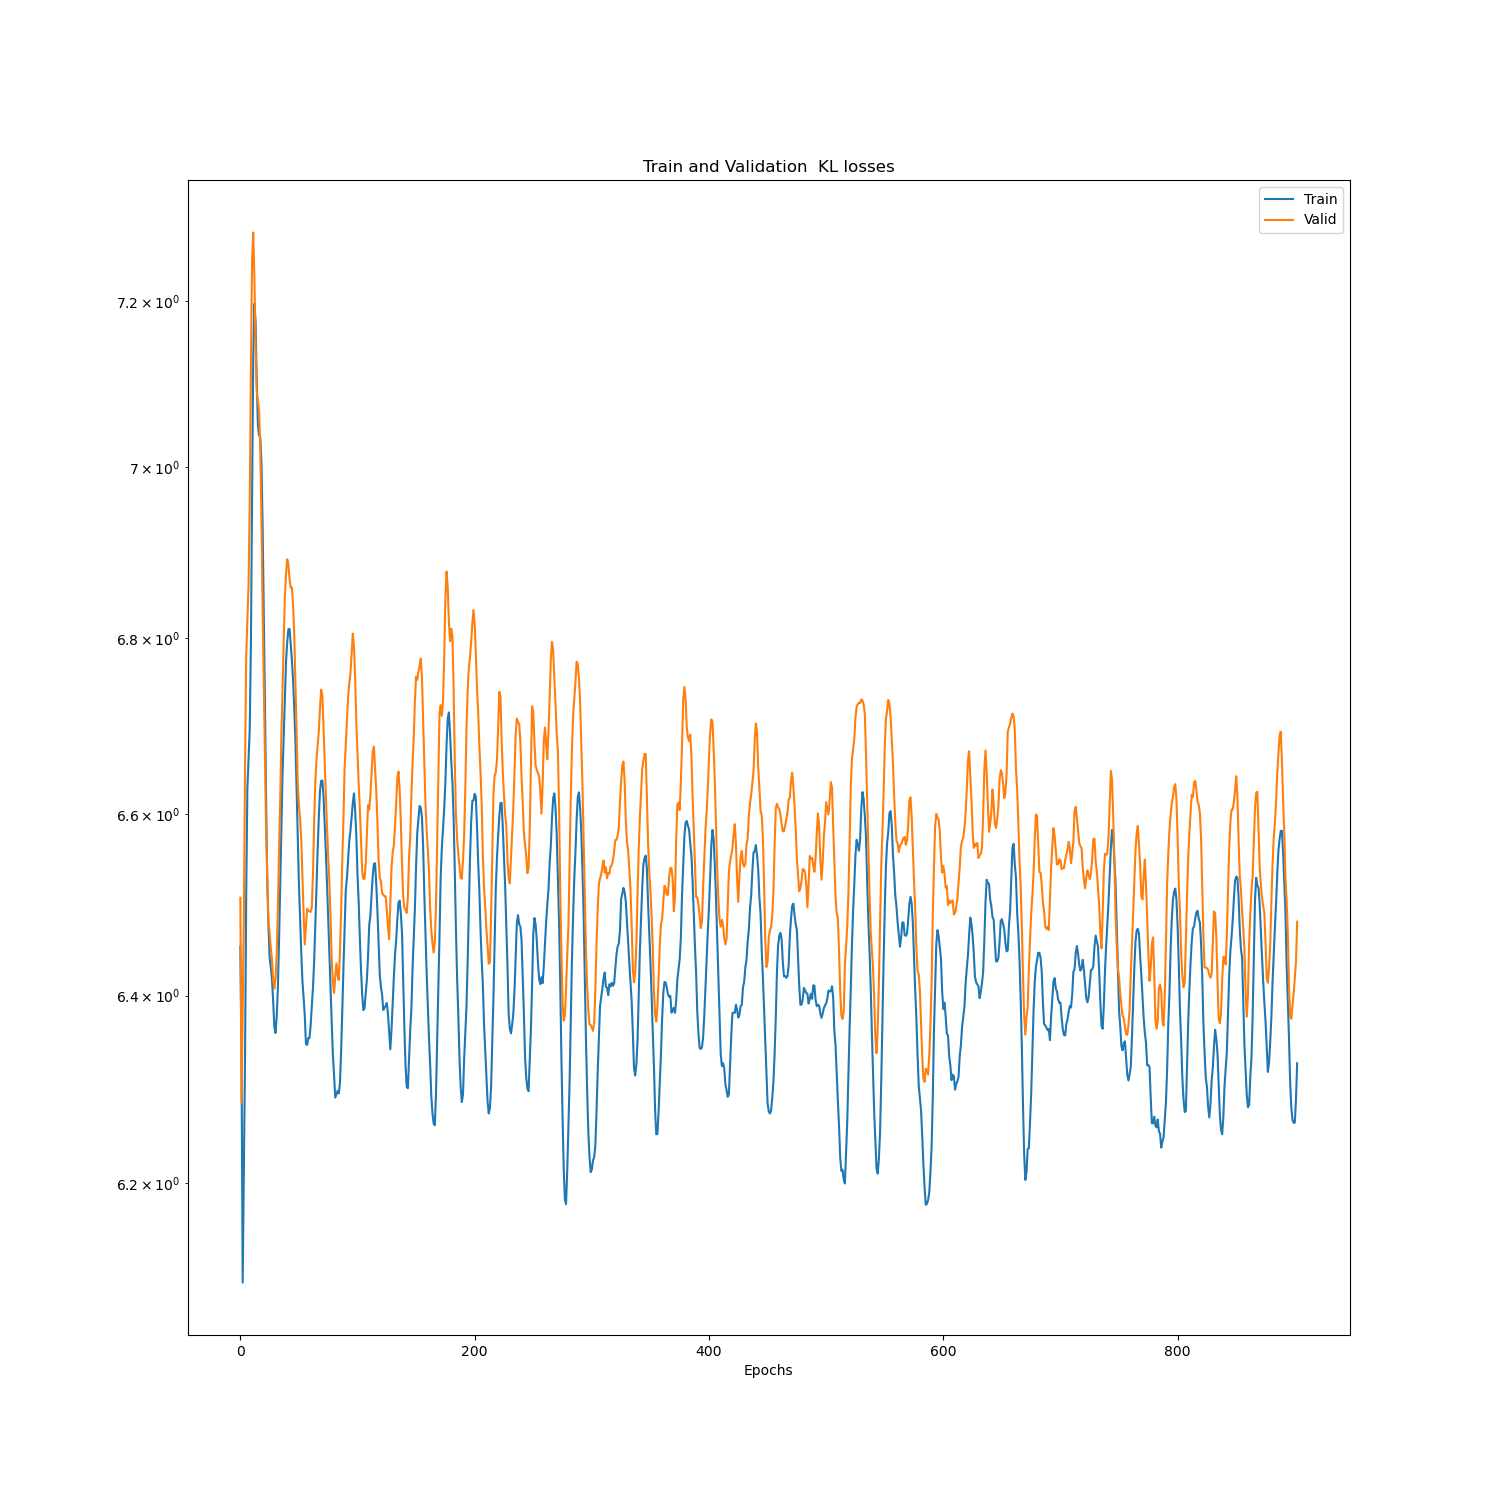 Train and Validation  KL losses
Train
Valid
7.2 × 10⁰
7 × 10⁰
6.8 × 10⁰
6.6 × 10⁰
6.4 × 10⁰
6.2 × 10⁰
0 200 400 600 800
Epochs